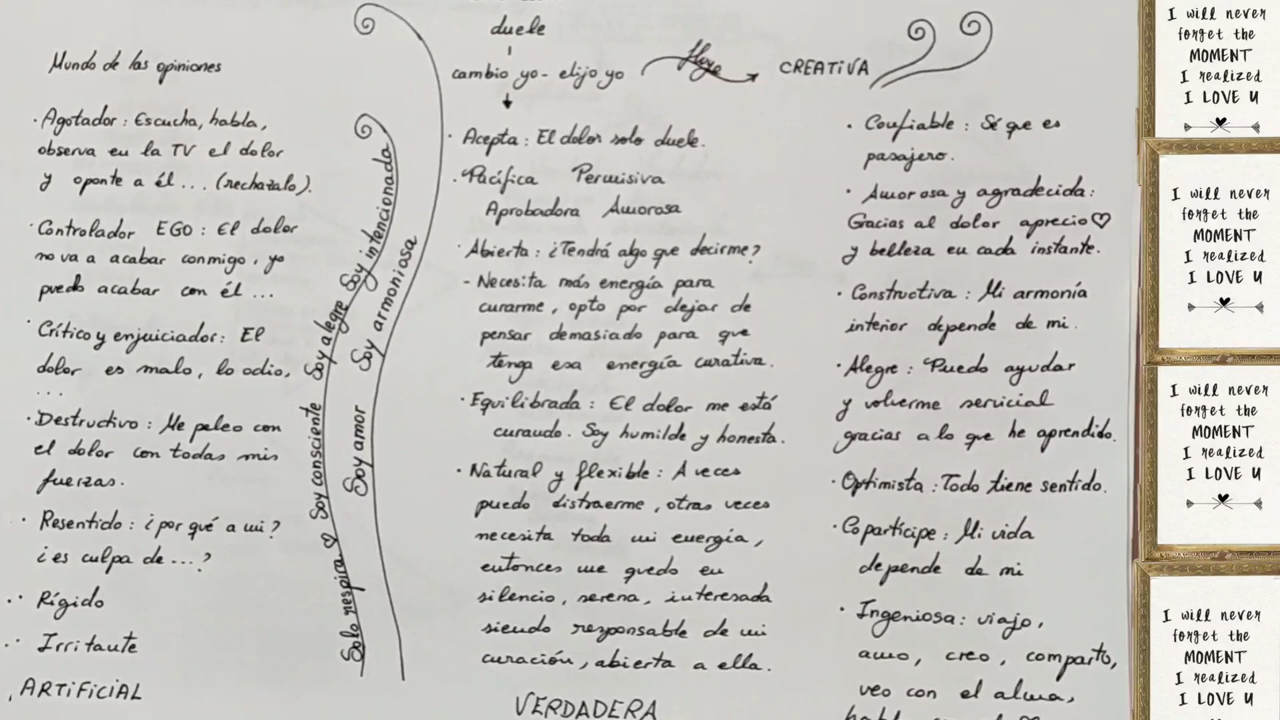 Mundo de las opiniones
· Agotador : Escucha, habla,
observa en la TV el dolor
y oponte a él ... (rechazalo).
· Controlador EGO : El dolor
no va a acabar conmigo, yo
puedo acabar con él ...
· Crítico y enjuiciador: El
dolor es malo, lo odio,
...
· Destructivo : Me peleo con
el dolor con todas mis
fuerzas.
· Resentido : ¿por qué a mi?
¿es culpa de ...?
· Rígido
· Irritante
ARTIFICIAL
Solo respira ♡ Soy consciente Soy alegre Soy intencionada
Soy amor Soy armoniosa
duele
cambio yo - elijo yo
fluyo
CREATIVA
· Acepta : El dolor solo duele.
· Pacífica Permisiva
Aprobadora Amorosa
· Abierta : ¿Tendrá algo que decirme?
- Necesita más energía para
curarme, opto por dejar de
pensar demasiado para que
tenga esa energía curativa.
· Equilibrada : El dolor me está
curando. Soy humilde y honesta.
· Natural y flexible : A veces
puedo distraerme, otras veces
necesita toda mi energía,
entonces me quedo en
silencio, serena, interesada
siendo responsable de mi
curación, abierta a ella.
VERDADERA
· Confiable : Sé que es
pasajero.
· Amorosa y agradecida:
Gracias al dolor aprecio ♡
y belleza en cada instante.
· Constructiva : Mi armonía
interior depende de mi.
· Alegre : Puedo ayudar
y volverme servicial
gracias a lo que he aprendido.
· Optimista : Todo tiene sentido.
· Copartícipe : Mi vida
depende de mi
· Ingeniosa : viajo,
amo, creo, comparto,
veo con el alma,
I will never
forget the
MOMENT
I realized
I LOVE U
I will never
forget the
MOMENT
I realized
I LOVE U
I will never
forget the
MOMENT
I realized
I LOVE U
I will never
forget the
MOMENT
I realized
I LOVE U